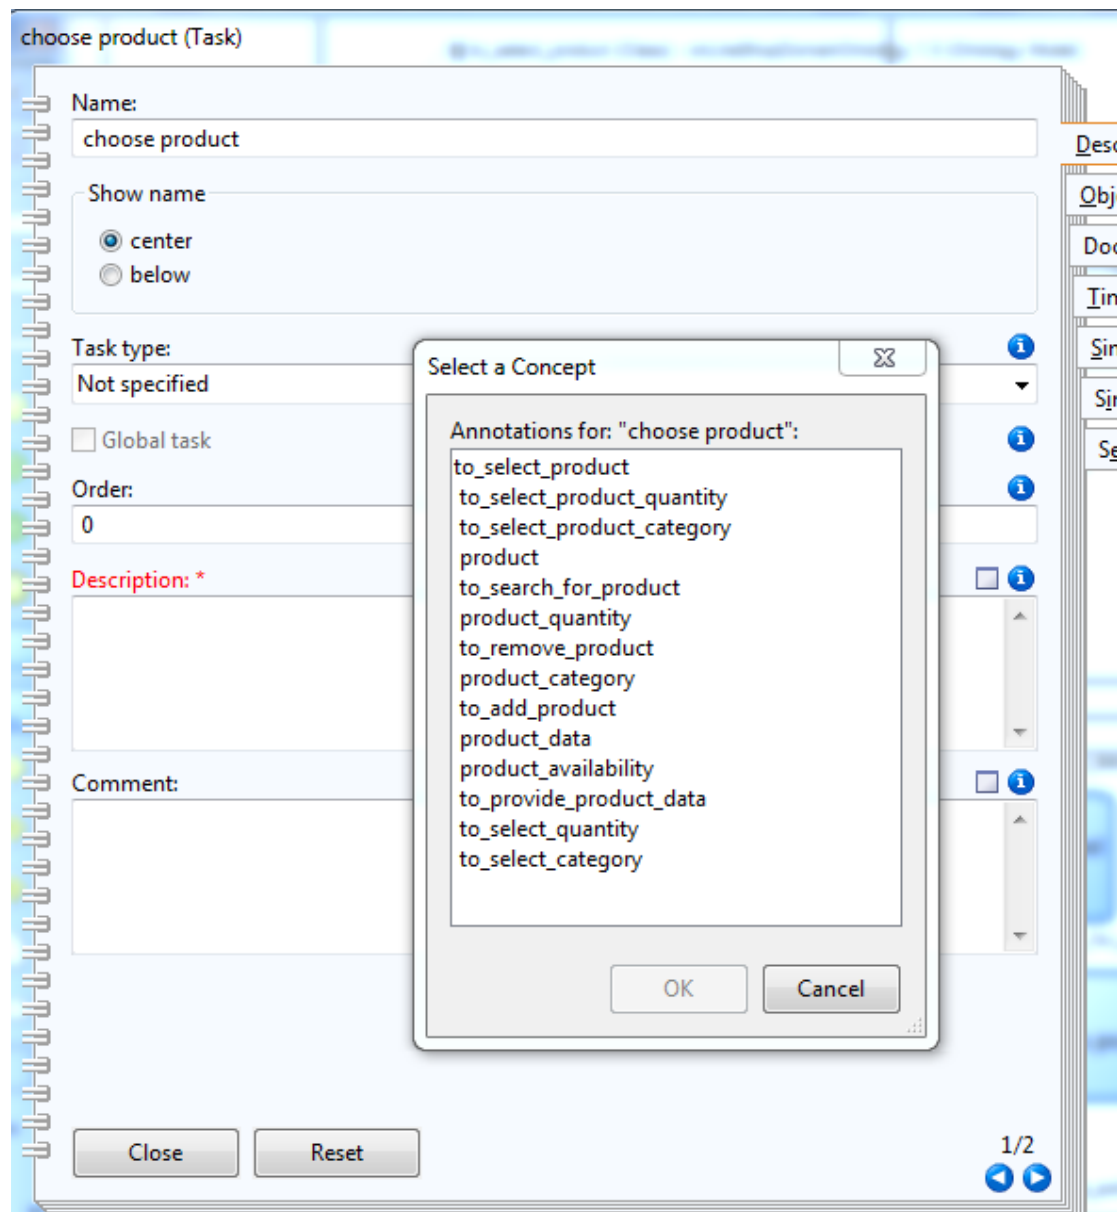 choose product (Task)
Name:
choose product
Show name
center
below
Task type:
Not specified
Global task
Order:
0
Description: *
Comment:
Select a Concept
Annotations for: "choose product":
to_select_product
to_select_product_quantity
to_select_product_category
product
to_search_for_product
product_quantity
to_remove_product
product_category
to_add_product
product_data
product_availability
to_provide_product_data
to_select_quantity
to_select_category
OK
Cancel
Close
Reset
1/2